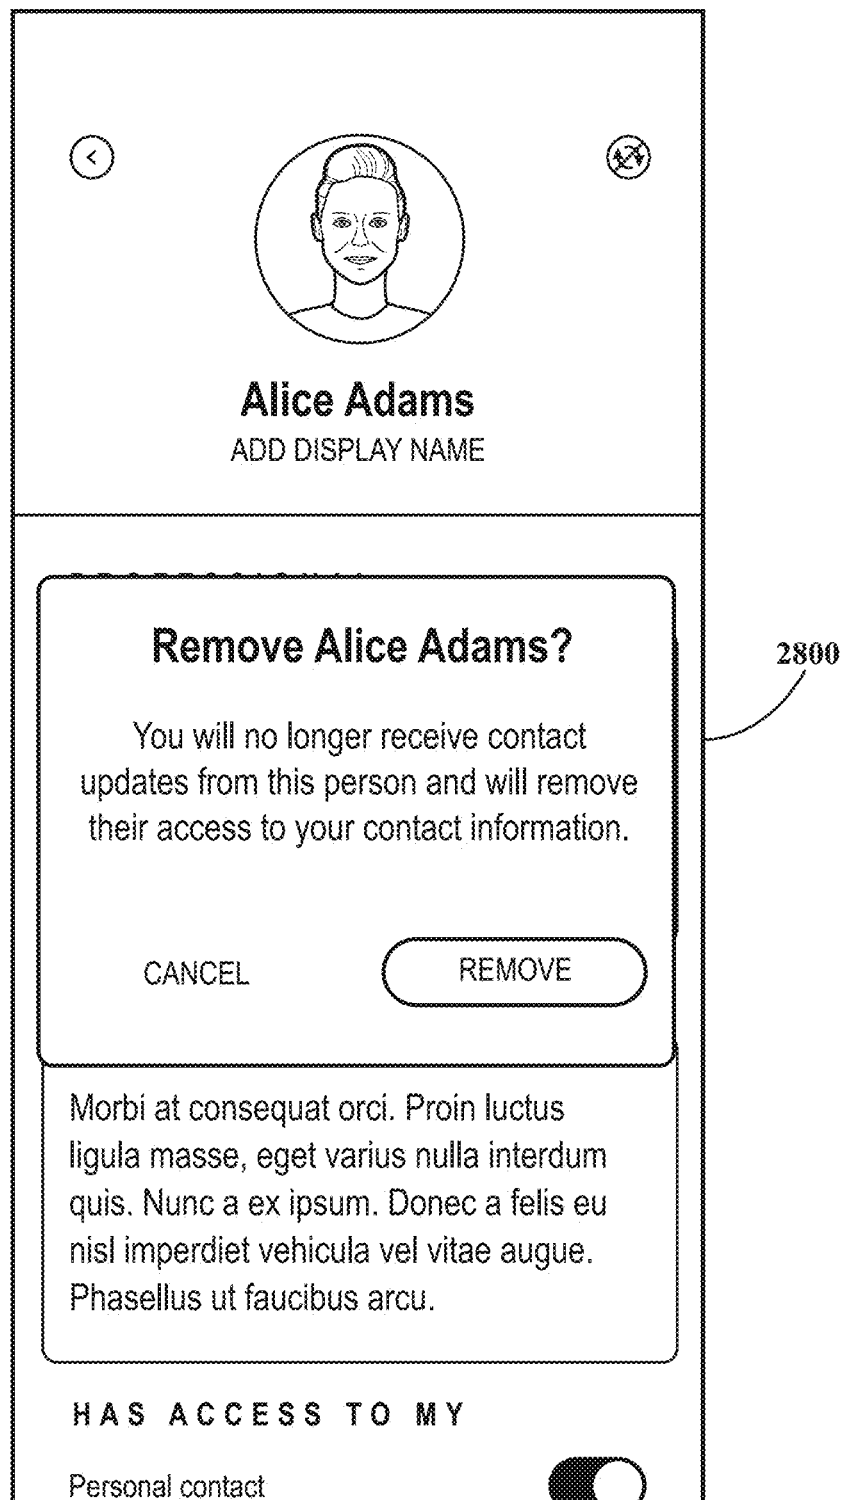 Alice Adams
ADD DISPLAY NAME
Remove Alice Adams?
2800
You will no longer receive contact
updates from this person and will remove
their access to your contact information.
CANCEL
REMOVE
Morbi at consequat orci. Proin luctus
ligula masse, eget varius nulla interdum
quis. Nunc a ex ipsum. Donec a felis eu
nisl imperdiet vehicula vel vitae augue.
Phasellus ut faucibus arcu.
HAS ACCESS TO MY
Personal contact